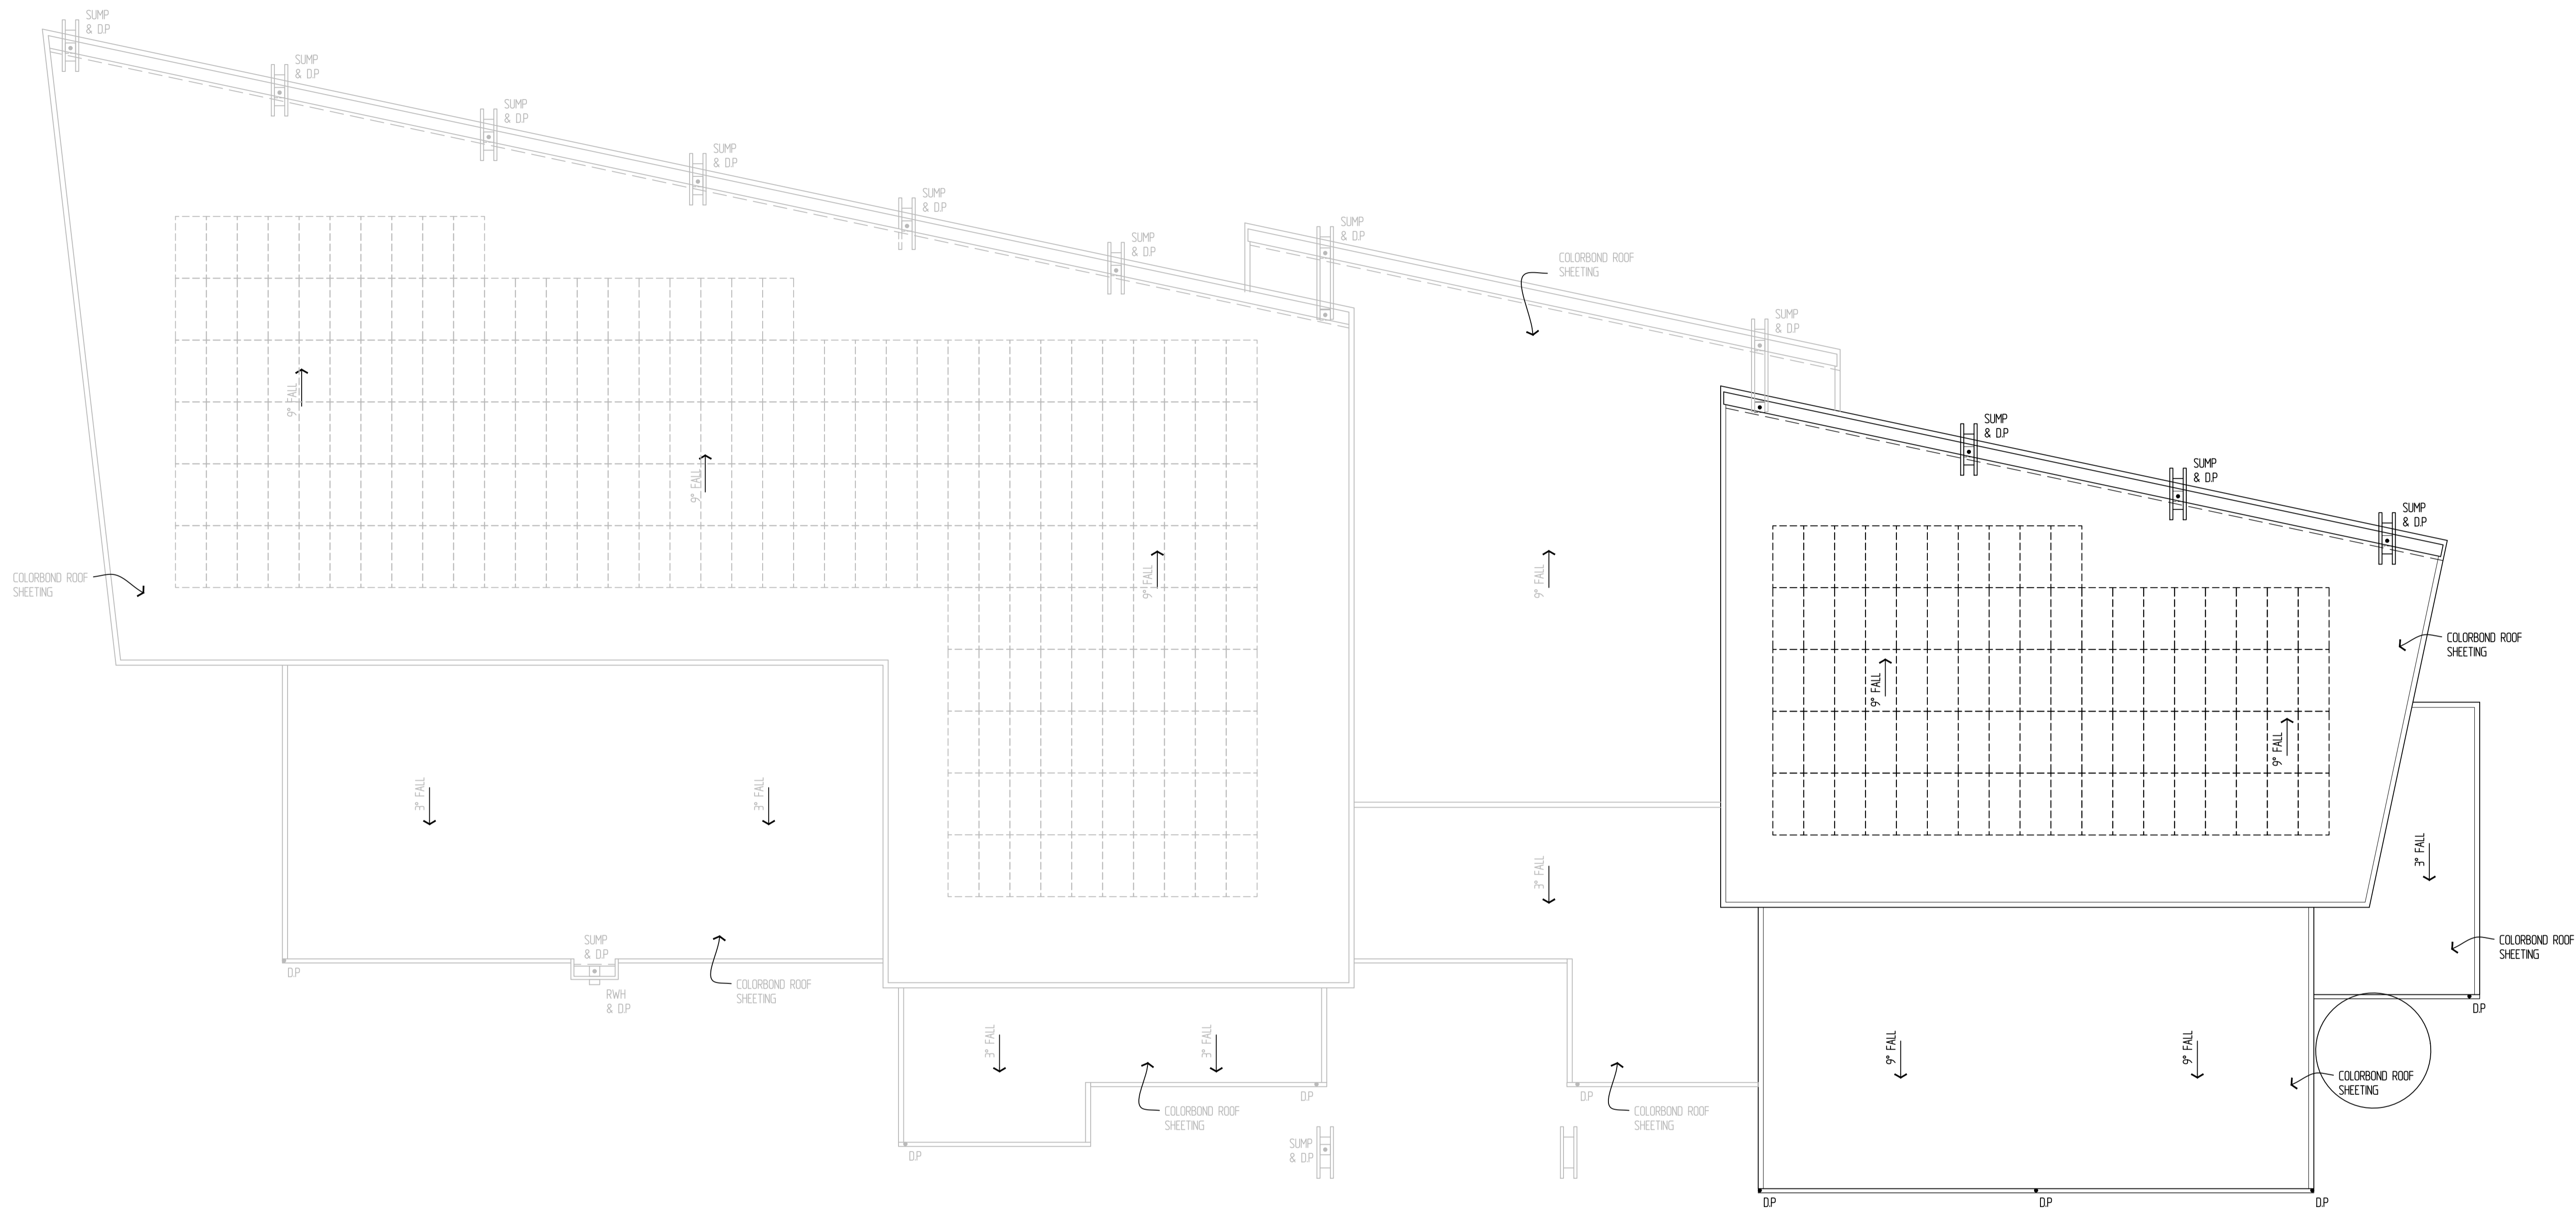 SUMP
& D.P
SUMP
& D.P
SUMP
& D.P
SUMP
& D.P
SUMP
& D.P
SUMP
& D.P
SUMP
& D.P
COLORBOND ROOF
SHEETING
SUMP
& D.P
9° FALL
SUMP
& D.P
9° FALL
SUMP
& D.P
SUMP
& D.P
COLORBOND ROOF
SHEETING
9° FALL
9° FALL
COLORBOND ROOF
SHEETING
9° FALL
9° FALL
3° FALL
3° FALL
3° FALL
3° FALL
SUMP
& D.P
D.P
RWH
& D.P
COLORBOND ROOF
SHEETING
COLORBOND ROOF
SHEETING
D.P
3° FALL
3° FALL
9° FALL
9° FALL
COLORBOND ROOF
SHEETING
D.P
D.P
COLORBOND ROOF
SHEETING
COLORBOND ROOF
SHEETING
SUMP
& D.P
D.P
D.P
D.P
D.P